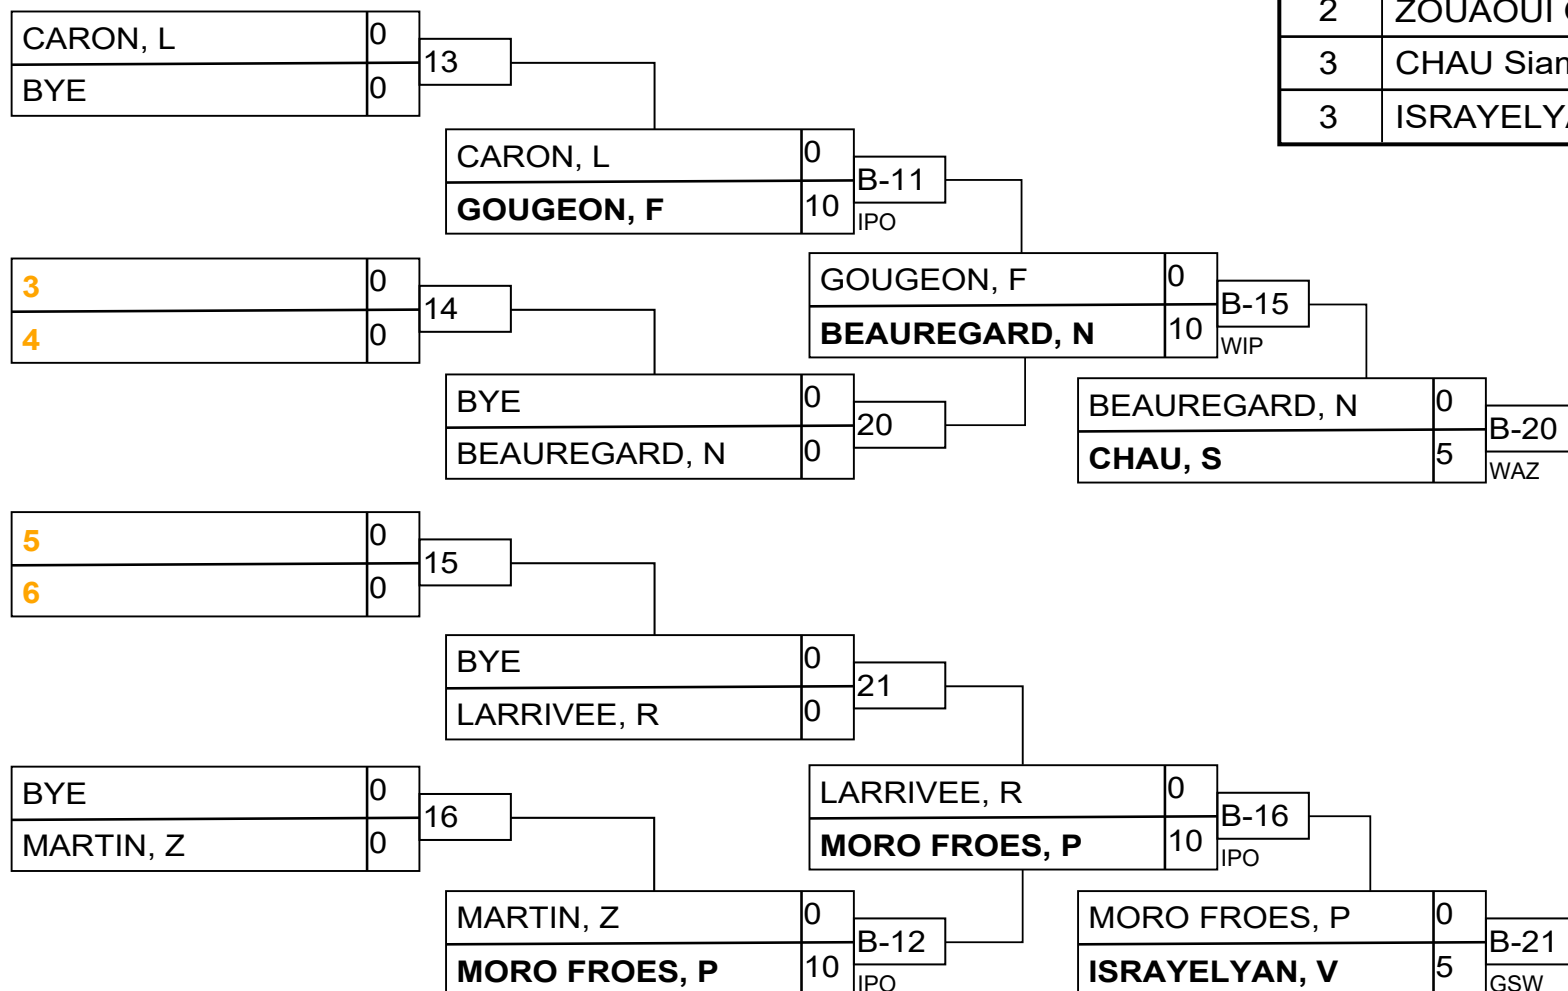 CARON, L 0
BYE 0
13
2 ZOUAOUI
3 CHAU
3
CARON, L 0
GOUGEON, F 10
B-11
IPO
3 0
4 0
14
GOUGEON, F 0
BEAUREGARD, N 10
B-15
WIP
BYE 0
BEAUREGARD, N 0
20
BEAUREGARD, N 0
CHAU, S 5
B-20
WAZ
5 0
6 0
15
BYE 0
LARRIVEE, R 0
21
BYE 0
MARTIN, Z 0
16
LARRIVEE, R 0
MORO FROES, P 10
B-16
IPO
MARTIN, Z 0
MORO FROES, P 10
B-12
IPO
MORO FROES, P 0
ISRAYELYAN, V 5
B-21
GSW